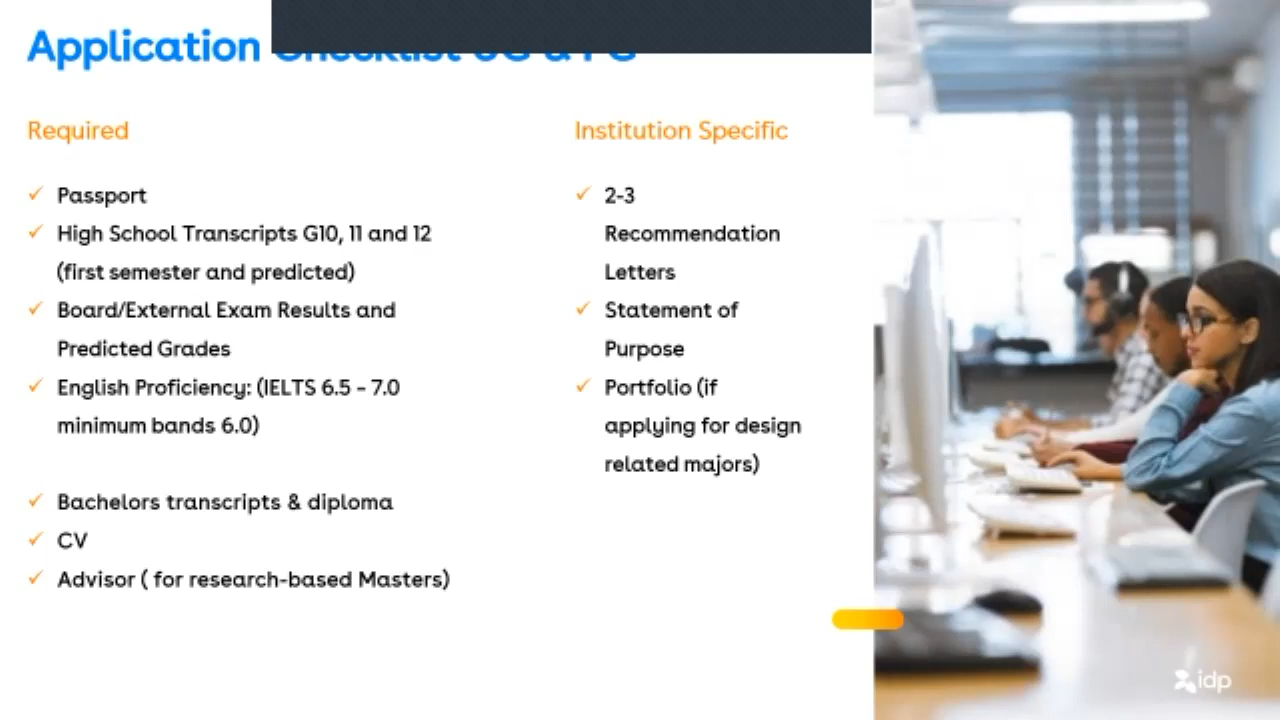 Application Checklist UG & PG
Required
Passport
High School Transcripts G10, 11 and 12
(first semester and predicted)
Board/External Exam Results and
Predicted Grades
English Proficiency: (IELTS 6.5 – 7.0
minimum bands 6.0)
Bachelors transcripts & diploma
CV
Advisor ( for research-based Masters)
Institution Specific
2-3
Recommendation
Letters
Statement of
Purpose
Portfolio (if
applying for design
related majors)
idp